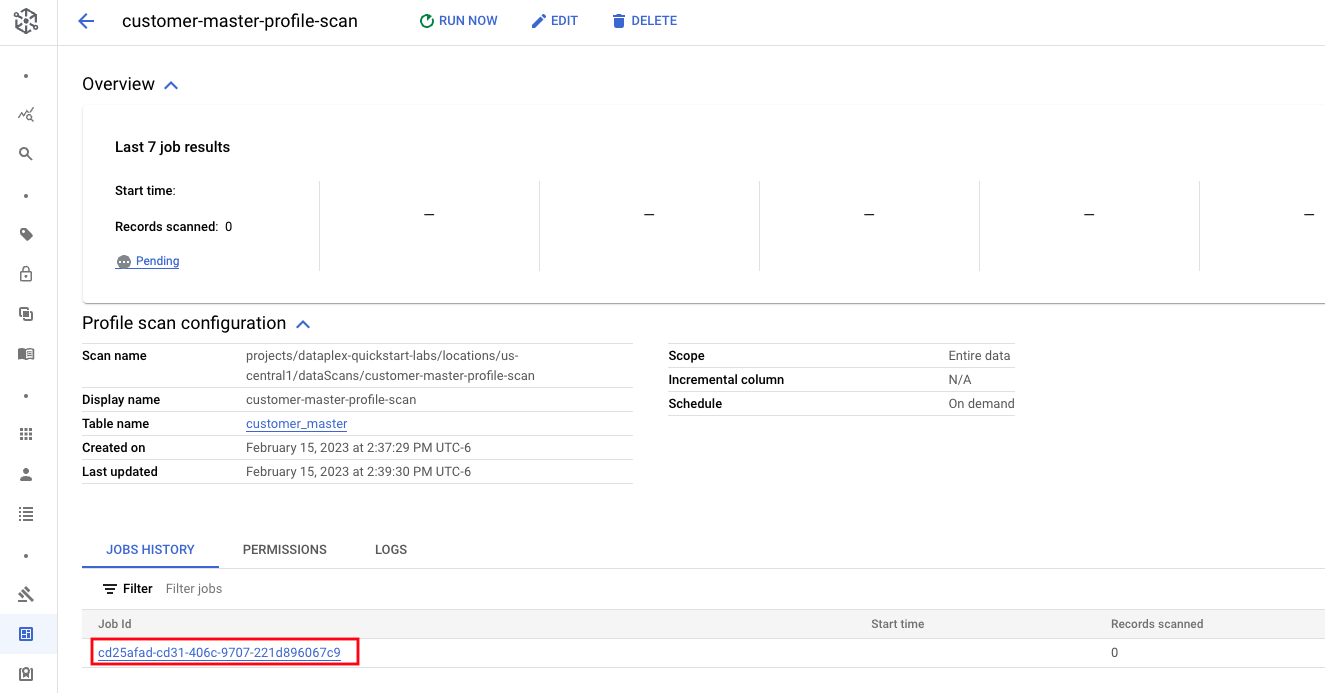 customer-master-profile-scan
RUN NOW
EDIT
DELETE
Overview
Last 7 job results
Start time:
Records scanned: 0
Pending
—
—
—
—
—
Profile scan configuration
Scan name projects/dataplex-quickstart-labs/locations/us-
central1/dataScans/customer-master-profile-scan
Display name customer-master-profile-scan
Table name customer_master
Created on February 15, 2023 at 2:37:29 PM UTC-6
Last updated February 15, 2023 at 2:39:30 PM UTC-6
Scope Entire data
Incremental column N/A
Schedule On demand
JOBS HISTORY PERMISSIONS LOGS
Filter Filter jobs
Job Id Start time Records scanned
cd25afad-cd31-406c-9707-221d896067c9 0